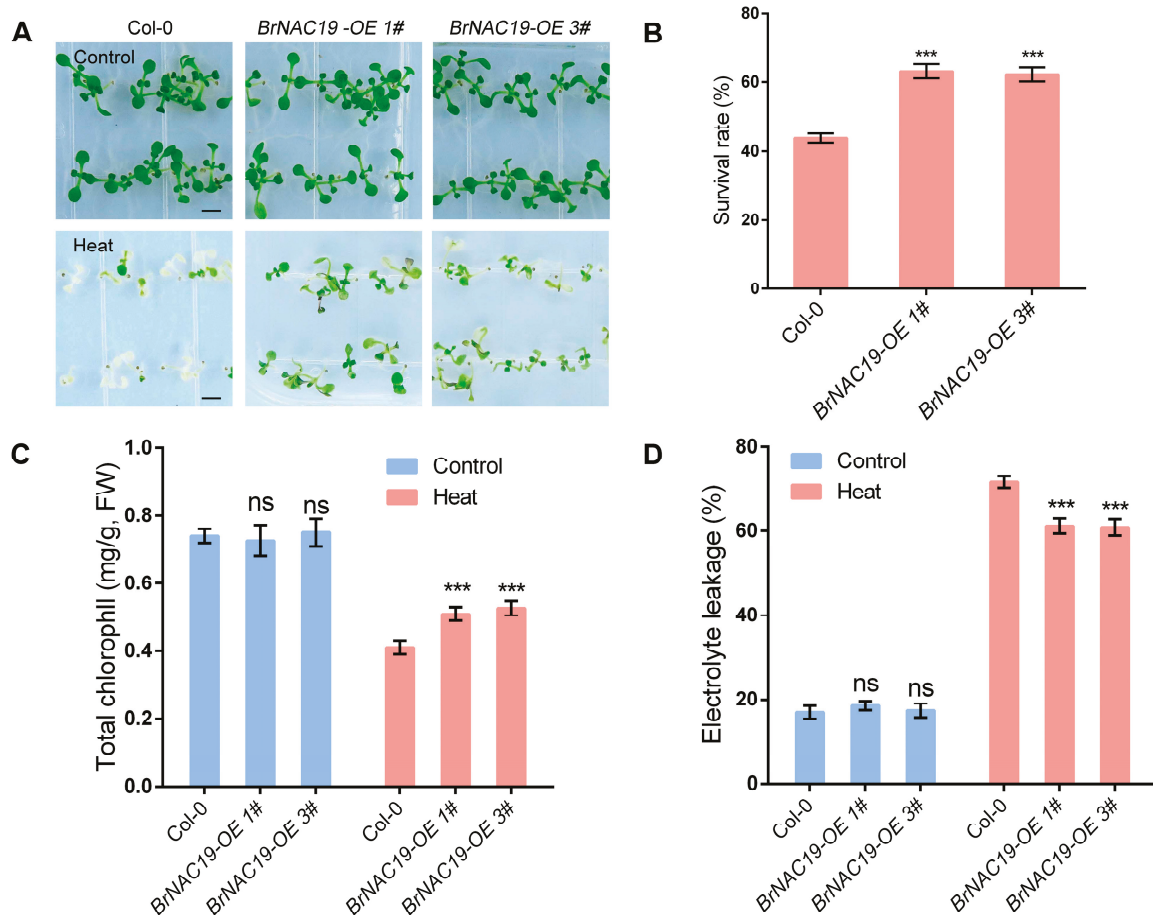 A
Col-0
BrNAC19 -OE 1#
BrNAC19-OE 3#
Control
Heat
B
Survival rate (%)
80
60
40
20
0
***
***
Col-0
BrNAC19-OE 1#
BrNAC19-OE 3#
C
Total chlorophII (mg/g, FW)
1.0
0.8
0.6
0.4
0.2
0.0
Control
Heat
ns
ns
***
***
Col-0
BrNAC19-OE 1#
BrNAC19-OE 3#
Col-0
BrNAC19-OE 1#
BrNAC19-OE 3#
D
Electrolyte leakage (%)
80
60
40
20
0
Control
Heat
ns
ns
***
***
Col-0
BrNAC19-OE 1#
BrNAC19-OE 3#
Col-0
BrNAC19-OE 1#
BrNAC19-OE 3#